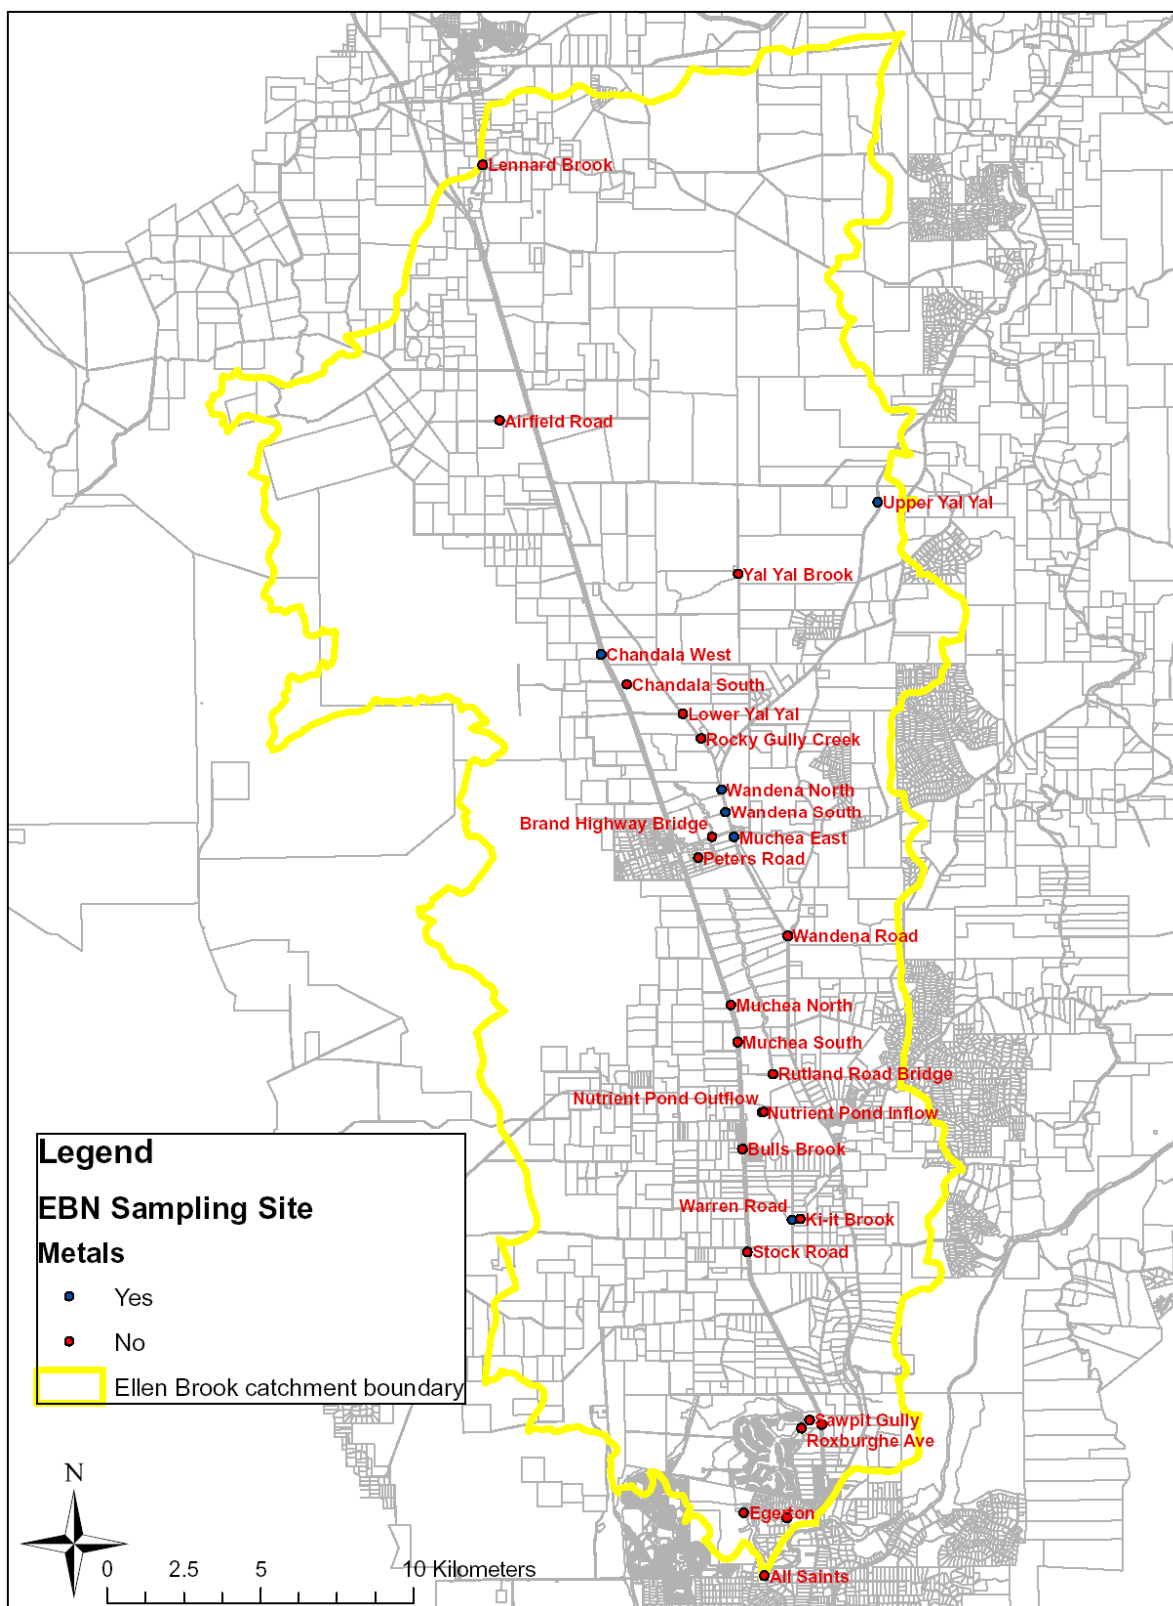 Lennard Brook
Airfield Road
Upper Yal Yal
Yal Yal Brook
Chandala West
Chandala South
Lower Yal Yal
Rocky Gully Creek
Wandena North
Wandena South
Brand Highway Bridge
Muchea East
Peters Road
Wandena Road
Muchea North
Muchea South
Rutland Road Bridge
Nutrient Pond Outflow
Nutrient Pond Inflow
Bulls Brook
Warren Road
Ki-it Brook
Stock Road
Sawpit Gully
Roxburghe Ave
Egerton
All Saints
Legend
EBN Sampling Site
Metals
Yes
No
Ellen Brook catchment boundary
N
0 2.5 5 10 Kilometers